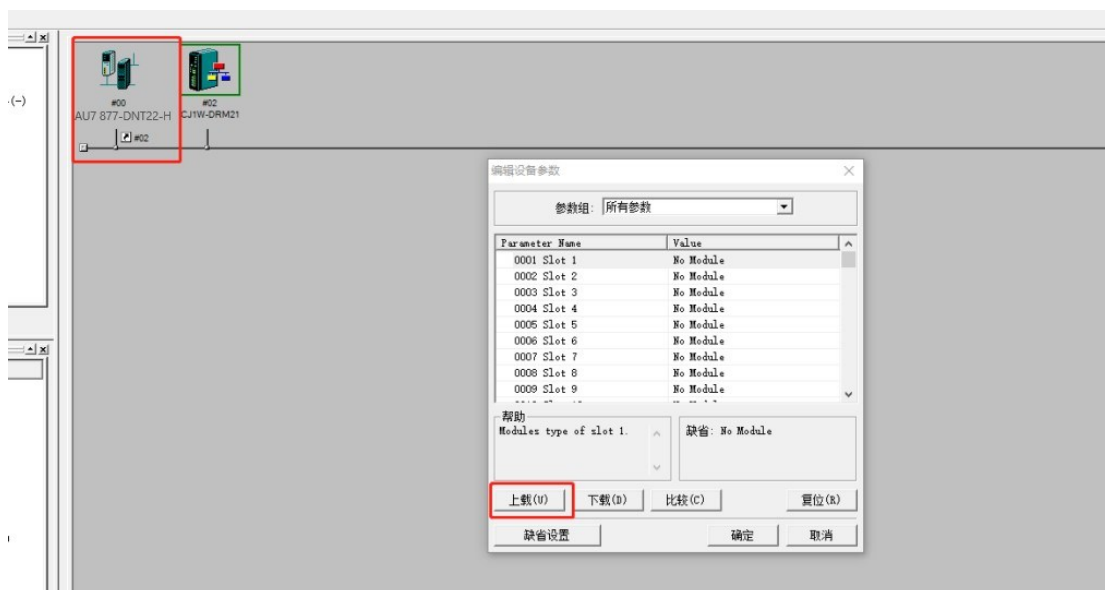 (-)
#00
AU7 877-DNT22-H
#02
CJ1W-DRM21
#02
编辑设备参数
参数组: 所有参数
Parameter Name Value
0001 Slot 1 No Module
0002 Slot 2 No Module
0003 Slot 3 No Module
0004 Slot 4 No Module
0005 Slot 5 No Module
0006 Slot 6 No Module
0007 Slot 7 No Module
0008 Slot 8 No Module
0009 Slot 9 No Module
帮助
Modules type of slot 1.
缺省: No Module
上载(U) 下载(D) 比较(C) 复位(R)
缺省设置 确定 取消